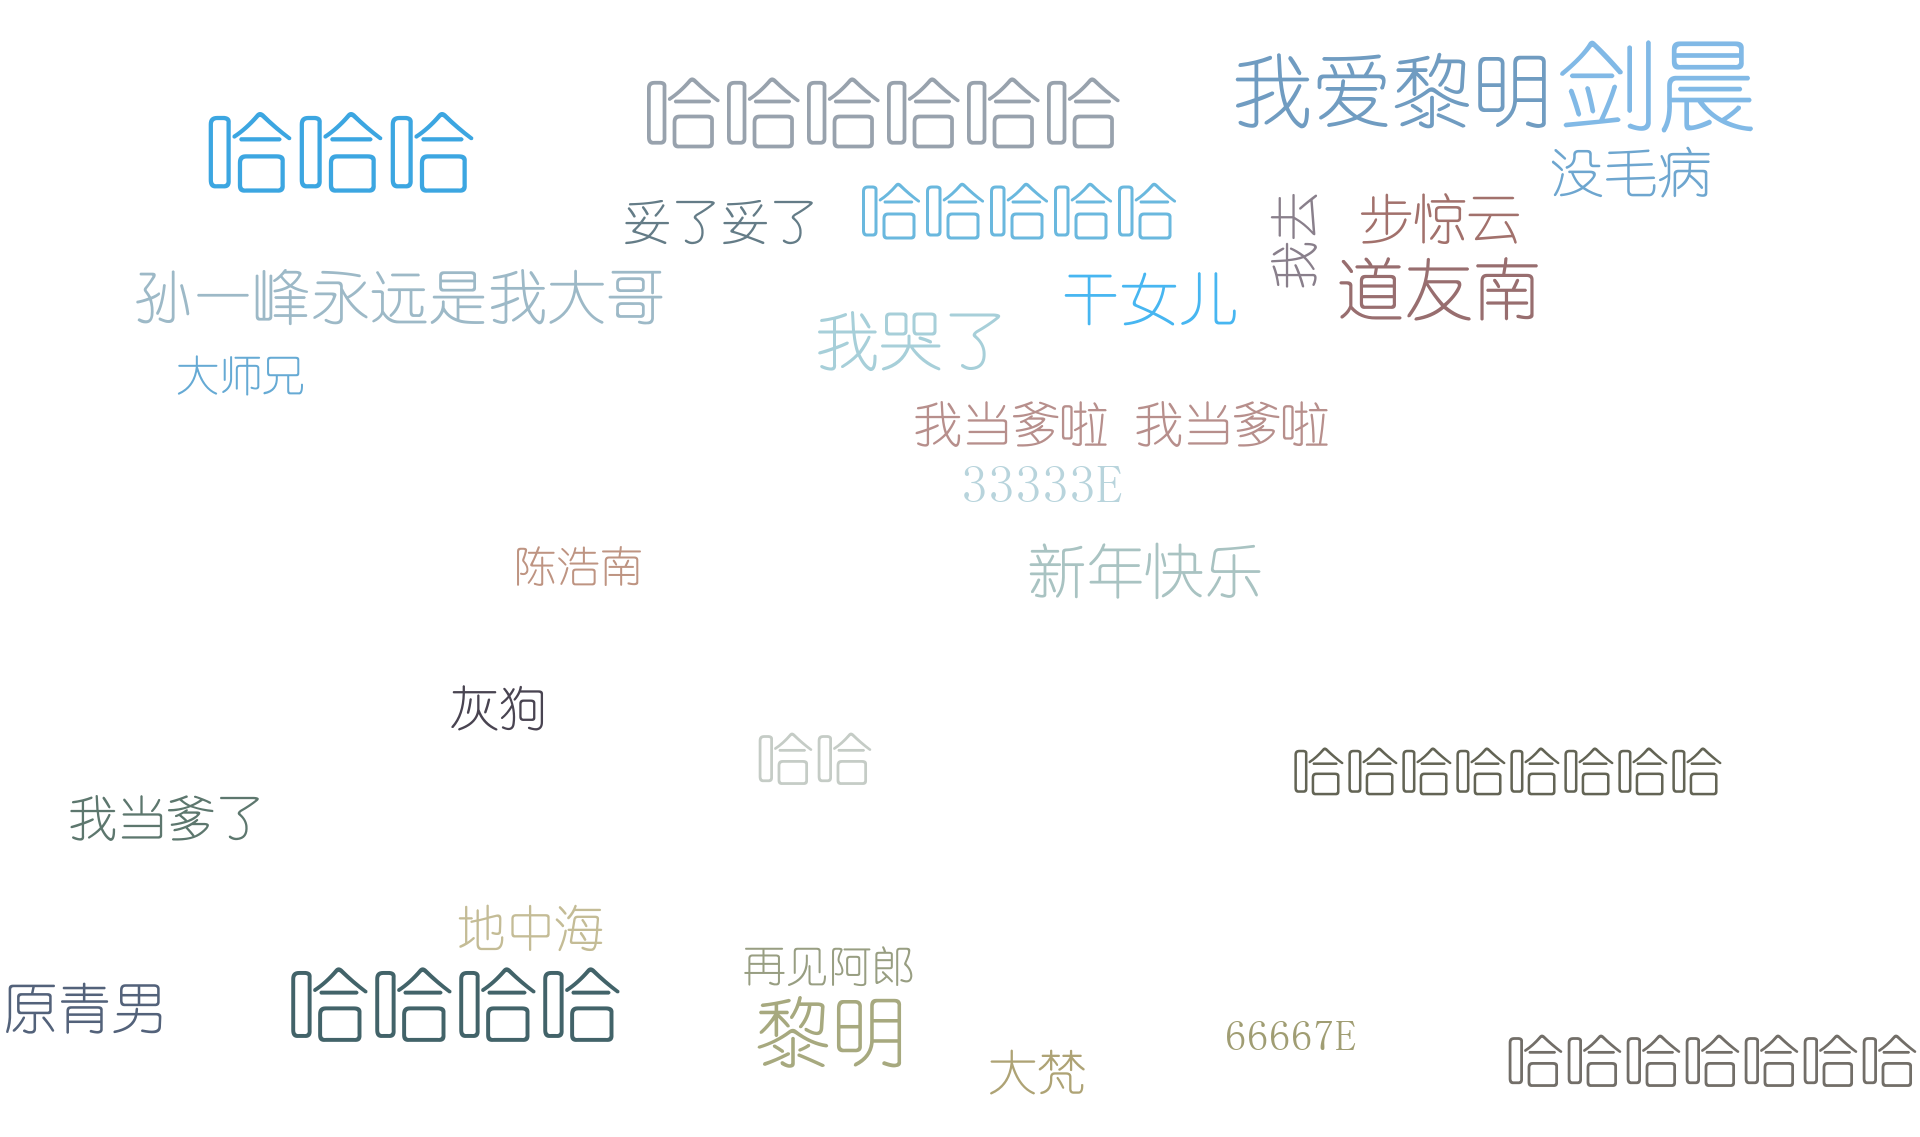 我爱黎明
剑晨
哈哈哈哈哈哈
哈哈哈
没毛病
妥了妥了
哈哈哈哈哈
我去
步惊云
道友南
孙一峰永远是我大哥
干女儿
我哭了
大师兄
我当爹啦 我当爹啦
33333E
陈浩南
新年快乐
灰狗
哈哈
哈哈哈哈哈哈哈哈
我当爹了
地中海
再见阿郎
原青男
哈哈哈哈
黎明
66667E
大梵
哈哈哈哈哈哈哈